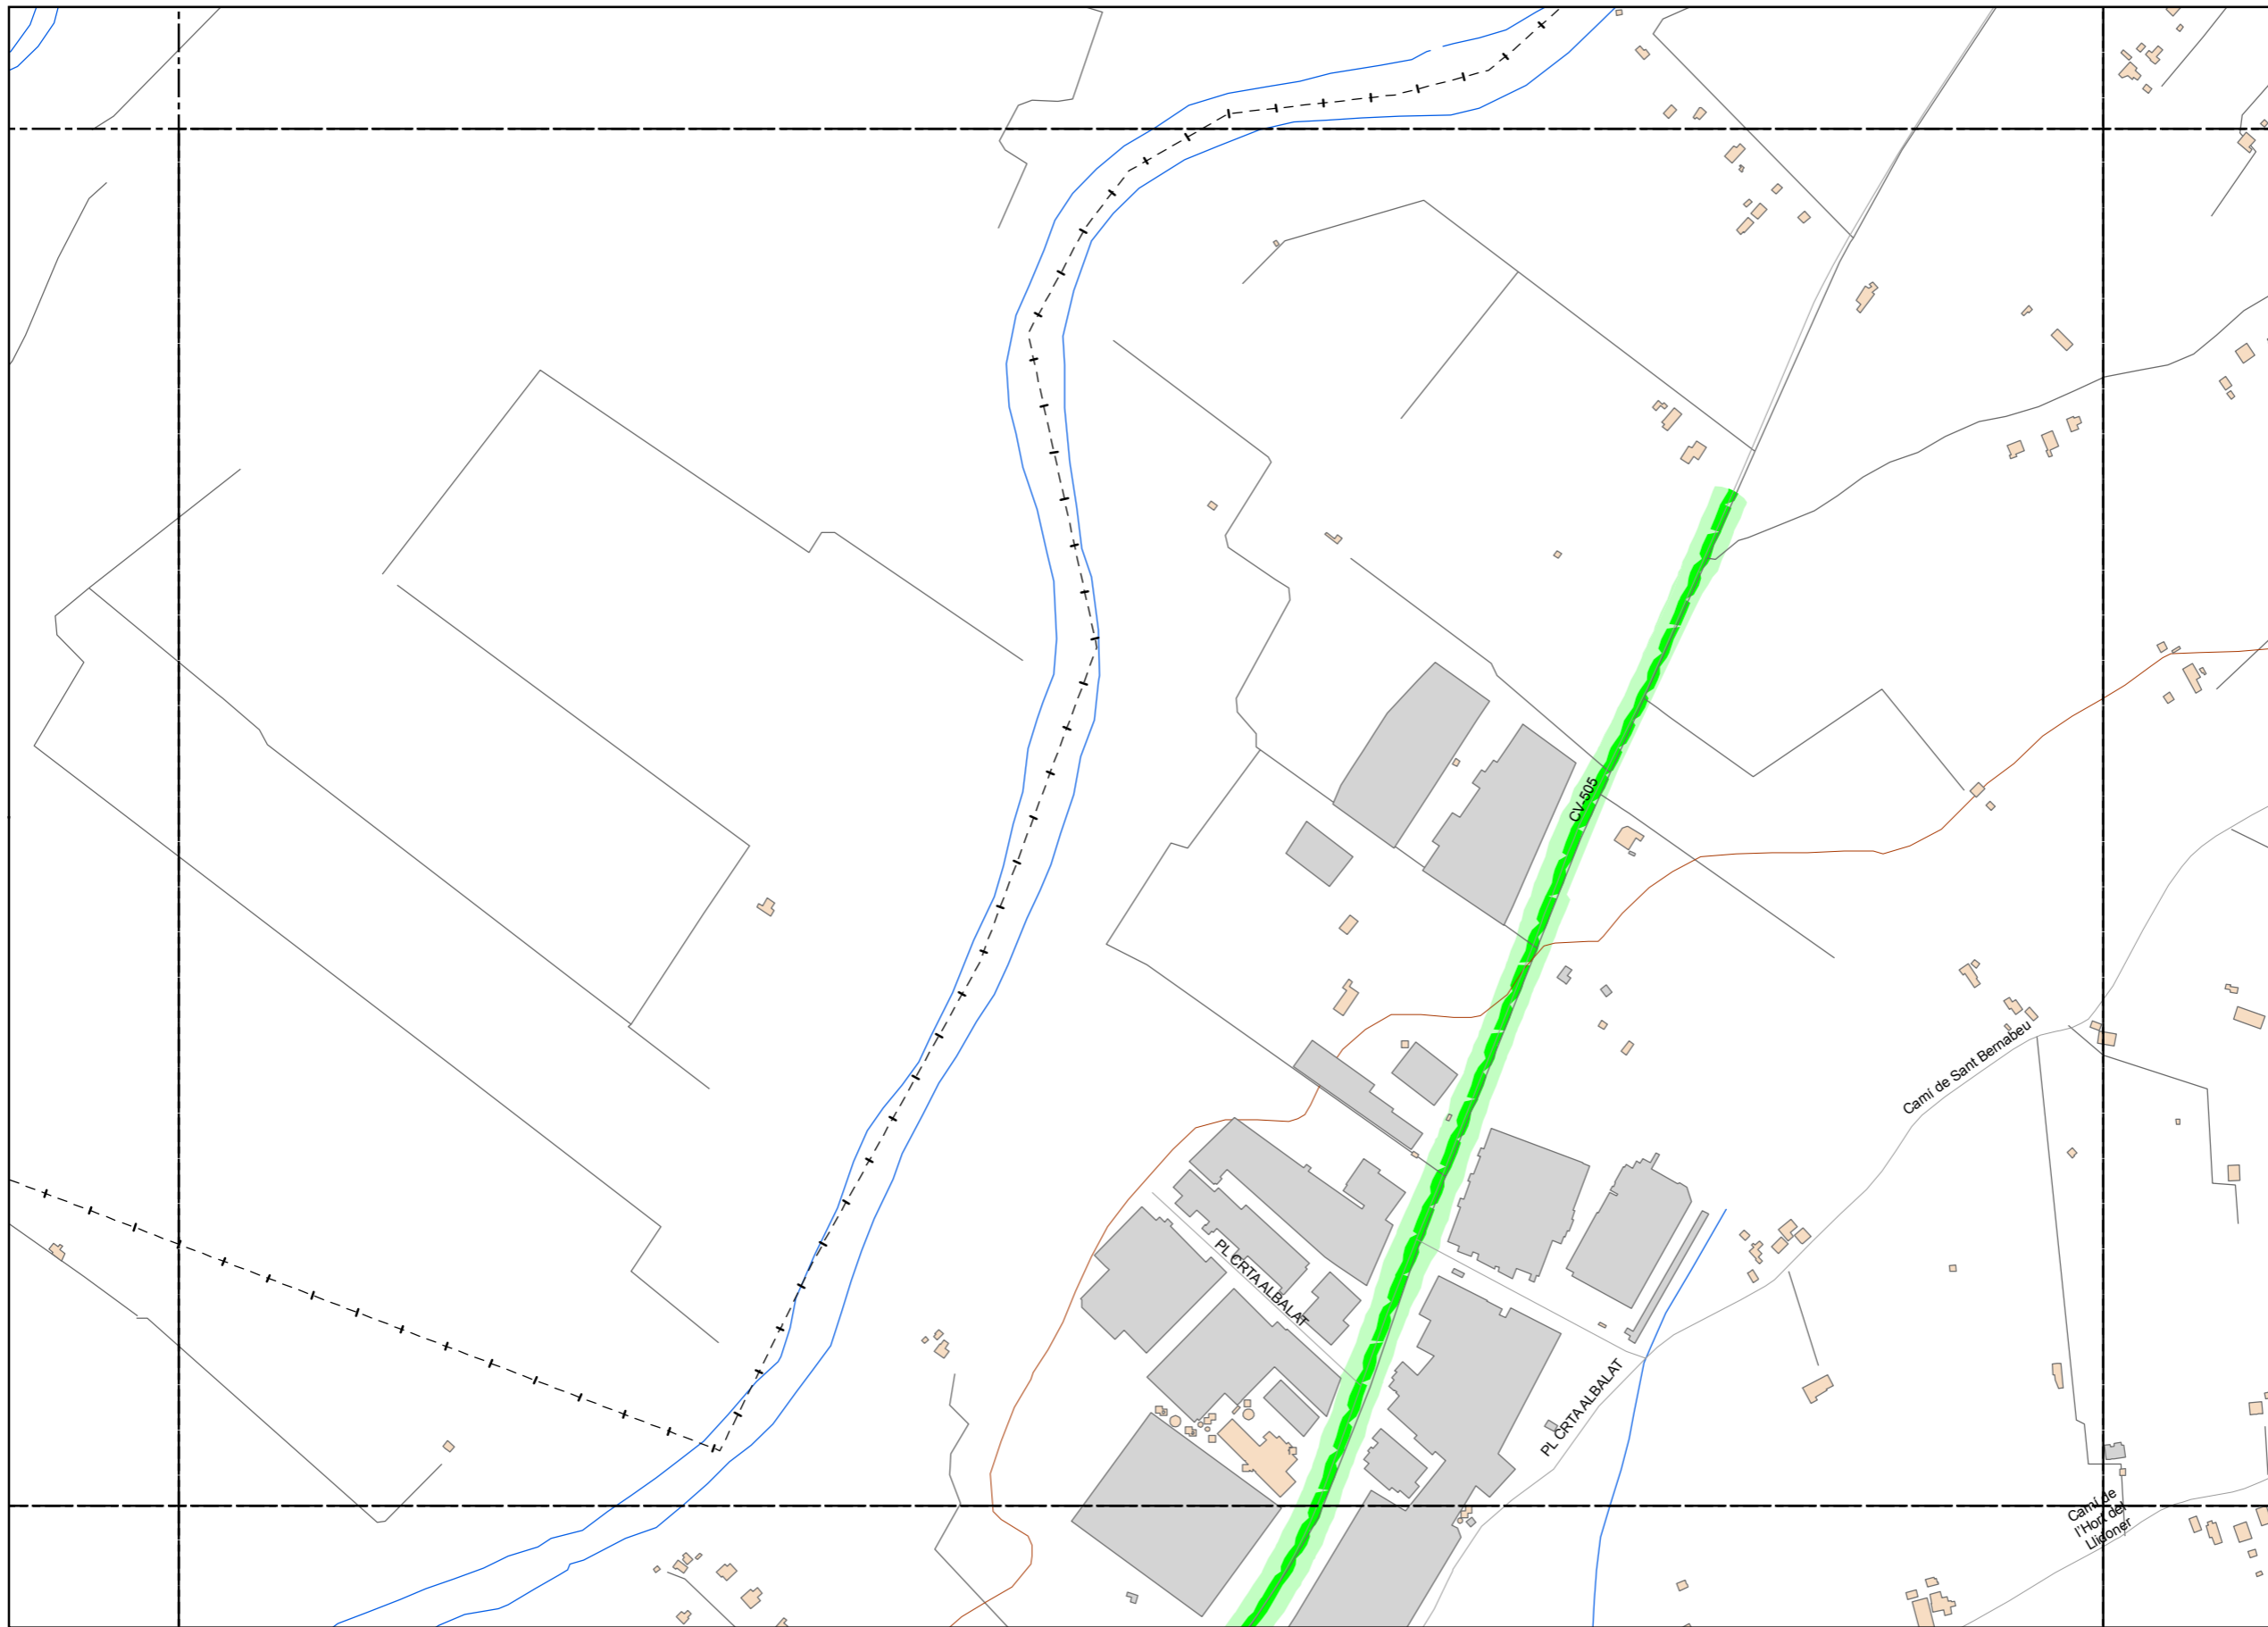 CV-505
Camí de Sant Bernabeu
PL CRTA ALBALAT
PL CRTA ALBALAT
Camí de
l'Hort del
Llidoner